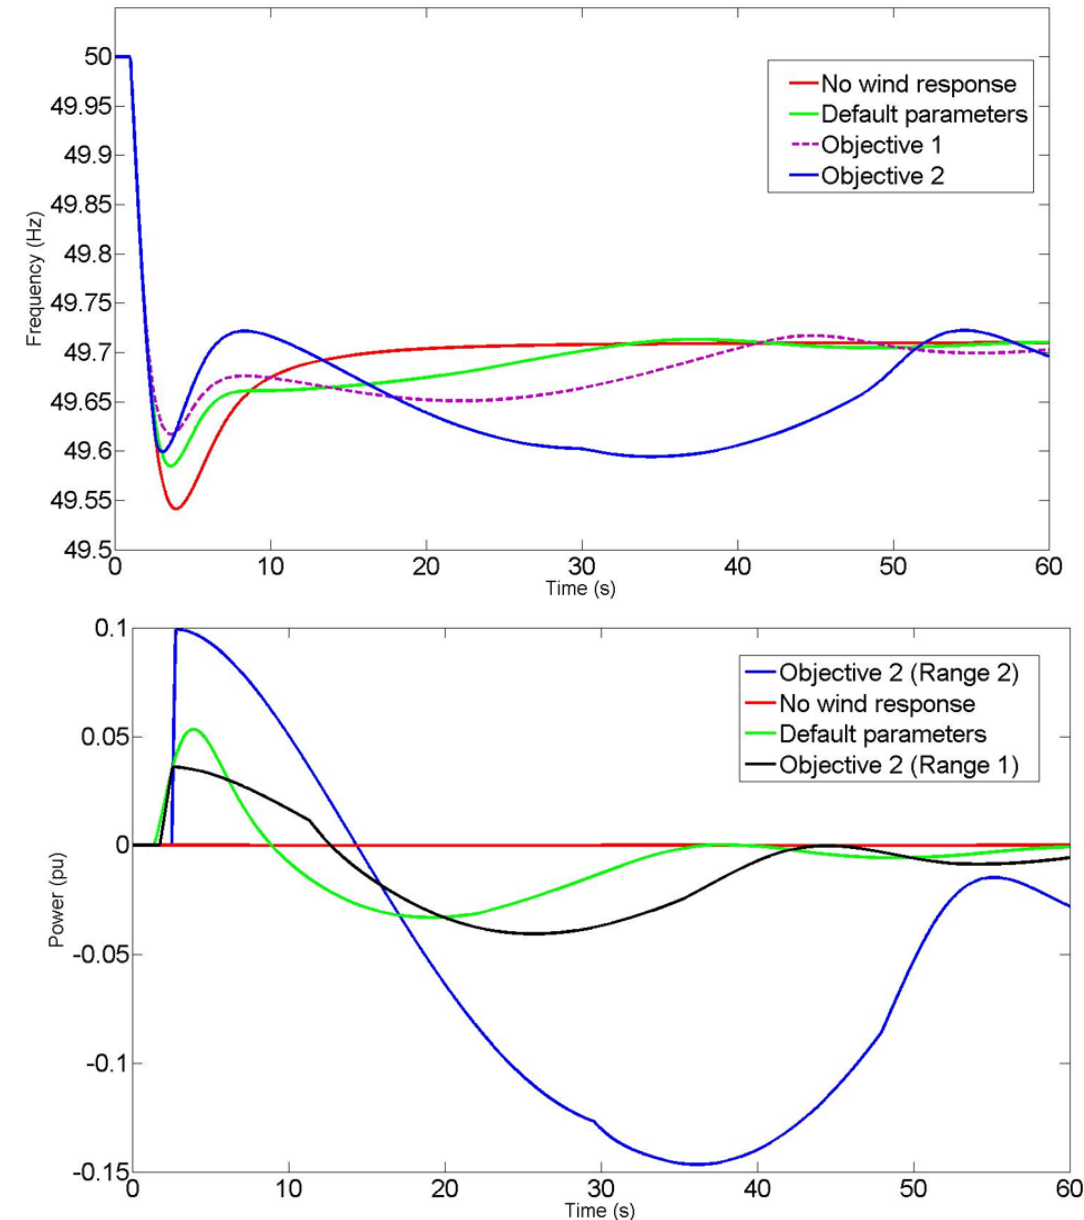 50
49.95
49.9
49.85
49.8
49.75
49.7
49.65
49.6
49.55
49.5
Frequency (Hz)
No wind response
Default parameters
Objective 1
Objective 2
0 10 20 30 40 50 60
Time (s)
0.1
0.05
0
-0.05
-0.1
-0.15
Power (pu)
Objective 2 (Range 2)
No wind response
Default parameters
Objective 2 (Range 1)
0 10 20 30 40 50 60
Time (s)